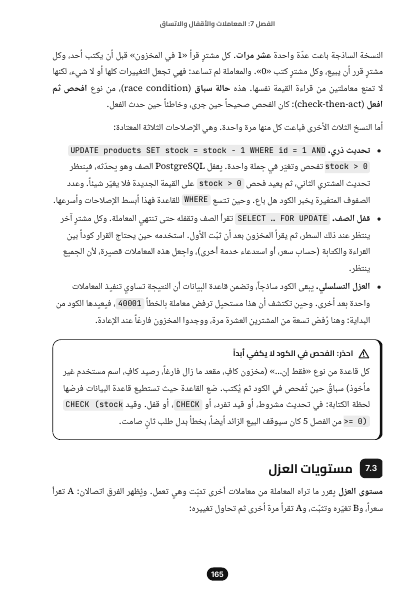 الفصل 7: المعاملات والأقفال والاتساق
النسخة الساذجة باعت عدّة واحدة عشر مرات. كل مشترٍ قرأ «1 في المخزون» قبل أن يكتب أحد، وكل
مشترٍ قرر أن يبيع، وكل مشترٍ كتب «0». والمعاملة لم تساعد: فهي تجعل التغييرات كلها أو لا شيء، لكنها
لا تمنع معاملتين من قراءة القيمة نفسها. هذه حالة سباق (race condition)، من نوع افحص ثم
افعل (check-then-act): كان الفحص صحيحاً حين جرى، وخاطئاً حين حدث الفعل.
أما النسخ الثلاث الأخرى فباعت كل منها مرة واحدة. وهي الإصلاحات الثلاثة المعتادة:
• تحديث ذري. UPDATE products SET stock = stock - 1 WHERE id = 1 AND
stock > 0 تفحص وتغيّر في جملة واحدة. يقفل PostgreSQL الصف وهو يحدّثه، فينتظر
تحديث المشتري الثاني، ثم يعيد فحص stock > 0 على القيمة الجديدة فلا يغيّر شيئاً. وعدد
الصفوف المتغيرة يخبر الكود هل باع. وحين تتسع WHERE للقاعدة فهذا أبسط الإصلاحات وأسرعها.
• قفل الصف. SELECT … FOR UPDATE تقرأ الصف وتقفله حتى تنتهي المعاملة. وكل مشترٍ آخر
ينتظر عند ذلك السطر، ثم يقرأ المخزون بعد أن ثبّت الأول. استخدمه حين يحتاج القرار كوداً بين
القراءة والكتابة (حساب سعر، أو استدعاء خدمة أخرى)، واجعل هذه المعاملات قصيرة، لأن الجميع
ينتظر.
• العزل التسلسلي. يبقى الكود ساذجاً، وتضمن قاعدة البيانات أن النتيجة تساوي تنفيذ المعاملات
واحدة بعد أخرى. وحين تكتشف أن هذا مستحيل ترفض معاملة بالخطأ 40001، فيعيدها الكود من
البداية: وهنا رُفض تسعة من المشترين العشرة مرة، ووجدوا المخزون فارغاً عند الإعادة.
احذر: الفحص في الكود لا يكفي أبداً
كل قاعدة من نوع «فقط إن...» (مخزون كافٍ، مقعد ما زال فارغاً، رصيد كافٍ، اسم مستخدم غير
مأخوذ) سباقٌ حين تُفحص في الكود ثم يُكتب. ضع القاعدة حيث تستطيع قاعدة البيانات فرضها
لحظة الكتابة: في تحديث مشروط، أو قيد تفرد، أو CHECK، أو قفل. وقيد CHECK (stock
>= 0) من الفصل 5 كان سيوقف البيع الزائد أيضاً، بخطأ بدل طلب ثانٍ صامت.
7.3 مستويات العزل
مستوى العزل يقرر ما تراه المعاملة من معاملات أخرى تثبّت وهي تعمل. ويُظهر الفرق اتصالان: A تقرأ
سعراً، وB تغيّره وتثبّت، وA تقرأ مرة أخرى ثم تحاول تغييره:
165